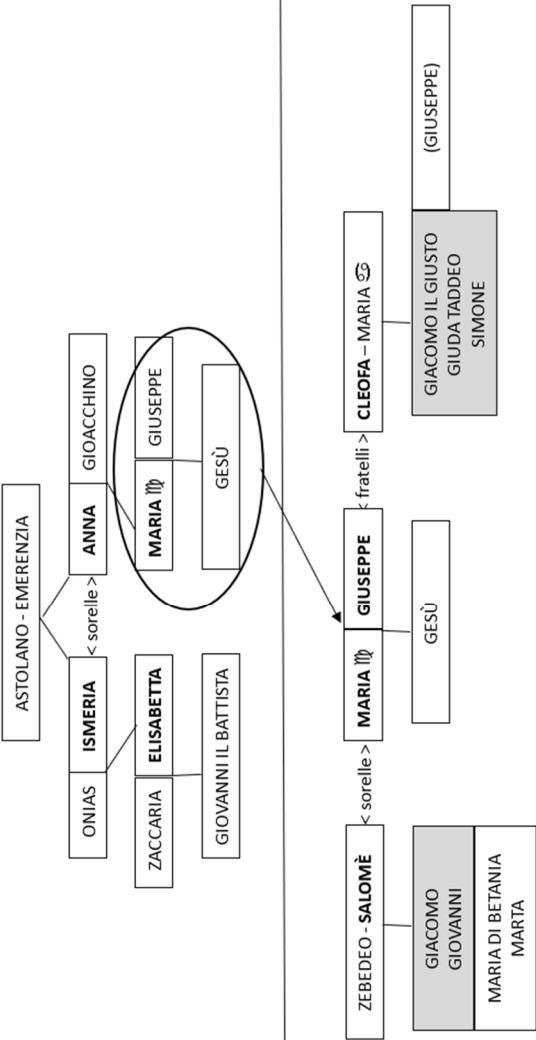 ASTOLANO - EMERENZIA
ONIAS
ISMERIA
< sorelle >
ANNA
GIOACCHINO
ZACCARIA
ELISABETTA
MARIA ♍
GIUSEPPE
GIOVANNI IL BATTISTA
GESÙ
ZEBEDEO - SALOMÈ
< sorelle >
MARIA ♍
GIUSEPPE
< fratelli >
CLEOFA – MARIA ♋
GIACOMO
GIOVANNI
MARIA DI BETANIA
MARTA
GESÙ
GIACOMO IL GIUSTO
GIUDA TADDEO
SIMONE
(GIUSEPPE)